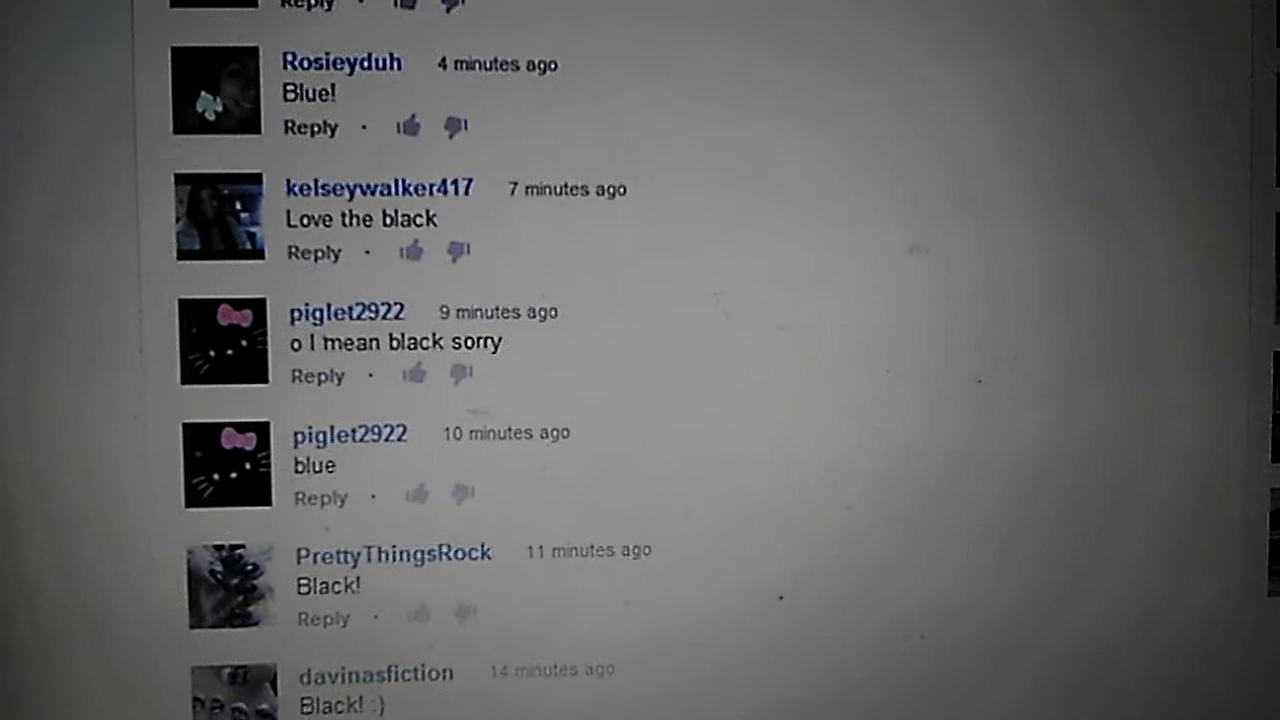 Reply
Rosieyduh 4 minutes ago
Blue!
Reply ·
kelseywalker417 7 minutes ago
Love the black
Reply ·
piglet2922 9 minutes ago
o I mean black sorry
Reply ·
piglet2922 10 minutes ago
blue
Reply ·
PrettyThingsRock 11 minutes ago
Black!
Reply ·
davinasfiction 14 minutes ago
Black! :)